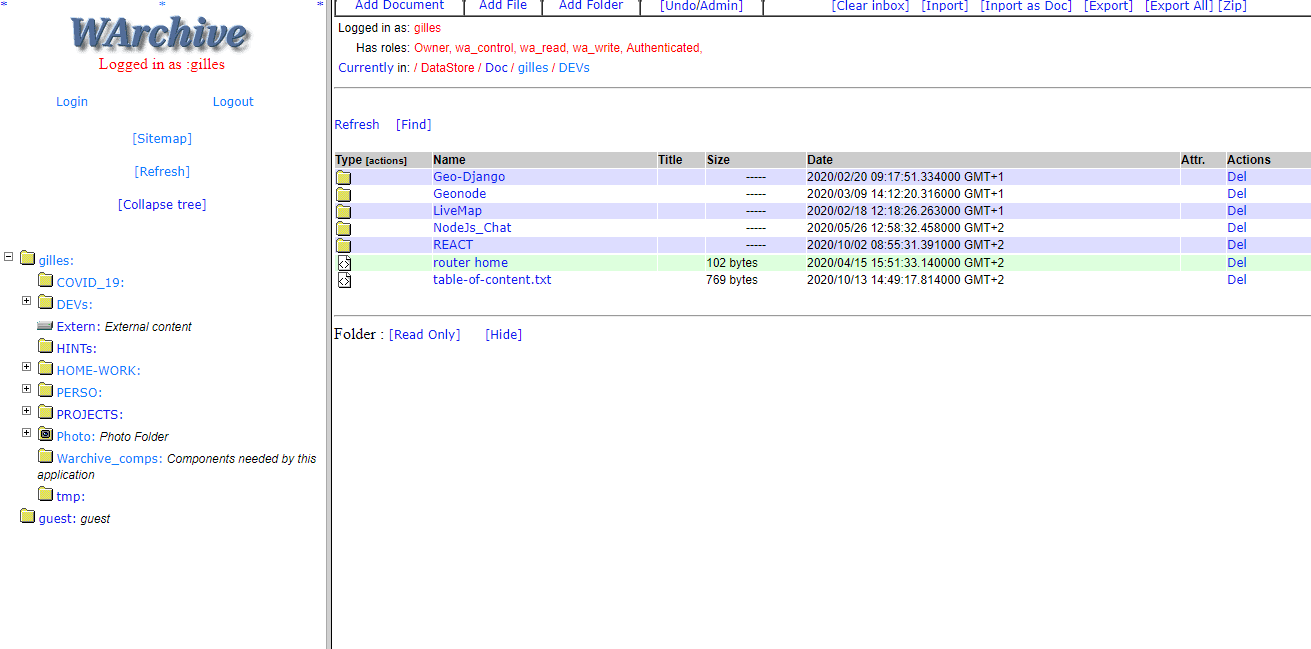 * * *
WArchive
Logged in as :gilles
Login Logout
[Sitemap]
[Refresh]
[Collapse tree]
gilles:
COVID_19:
DEVs:
Extern: External content
HINTs:
HOME-WORK:
PERSO:
PROJECTS:
Photo: Photo Folder
Warchive_comps: Components needed by this
application
tmp:
guest: guest
Add Document Add File Add Folder [Undo/Admin] [Clear inbox] [Inport] [Inport as Doc] [Export] [Export All] [Zip]
Logged in as: gilles
Has roles: Owner, wa_control, wa_read, wa_write, Authenticated,
Currently in: / DataStore / Doc / gilles / DEVs
Refresh [Find]
Type [actions] Name Title Size Date Attr. Actions
Geo-Django ----- 2020/02/20 09:17:51.334000 GMT+1 Del
Geonode ----- 2020/03/09 14:12:20.316000 GMT+1 Del
LiveMap ----- 2020/02/18 12:18:26.263000 GMT+1 Del
NodeJs_Chat ----- 2020/05/26 12:58:32.458000 GMT+2 Del
REACT ----- 2020/10/02 08:55:31.391000 GMT+2 Del
router home 102 bytes 2020/04/15 15:51:33.140000 GMT+2 Del
table-of-content.txt 769 bytes 2020/10/13 14:49:17.814000 GMT+2 Del
Folder : [Read Only] [Hide]